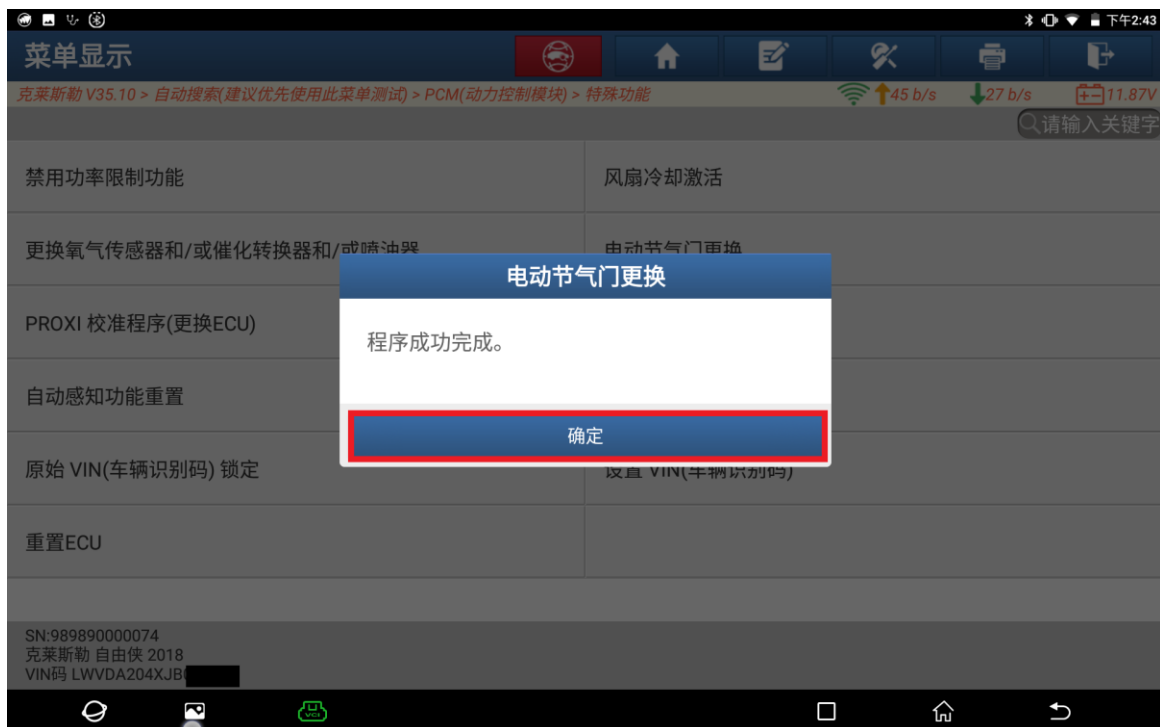 下午2:43
菜单显示
克莱斯勒 V35.10 > 自动搜索(建议优先使用此菜单测试) > PCM(动力控制模块) > 特殊功能
45 b/s 27 b/s 11.87V
请输入关键字
禁用功率限制功能 风扇冷却激活
更换氧气传感器和/或催化转换器和/或喷油器 电动节气门更换
电动节气门更换
PROXI 校准程序(更换ECU)
程序成功完成。
自动感知功能重置
确定
原始 VIN(车辆识别码) 锁定 设置 VIN(车辆识别码)
重置ECU
SN:989890000074
克莱斯勒 自由侠 2018
VIN码 LWVDA204XJB
VCI